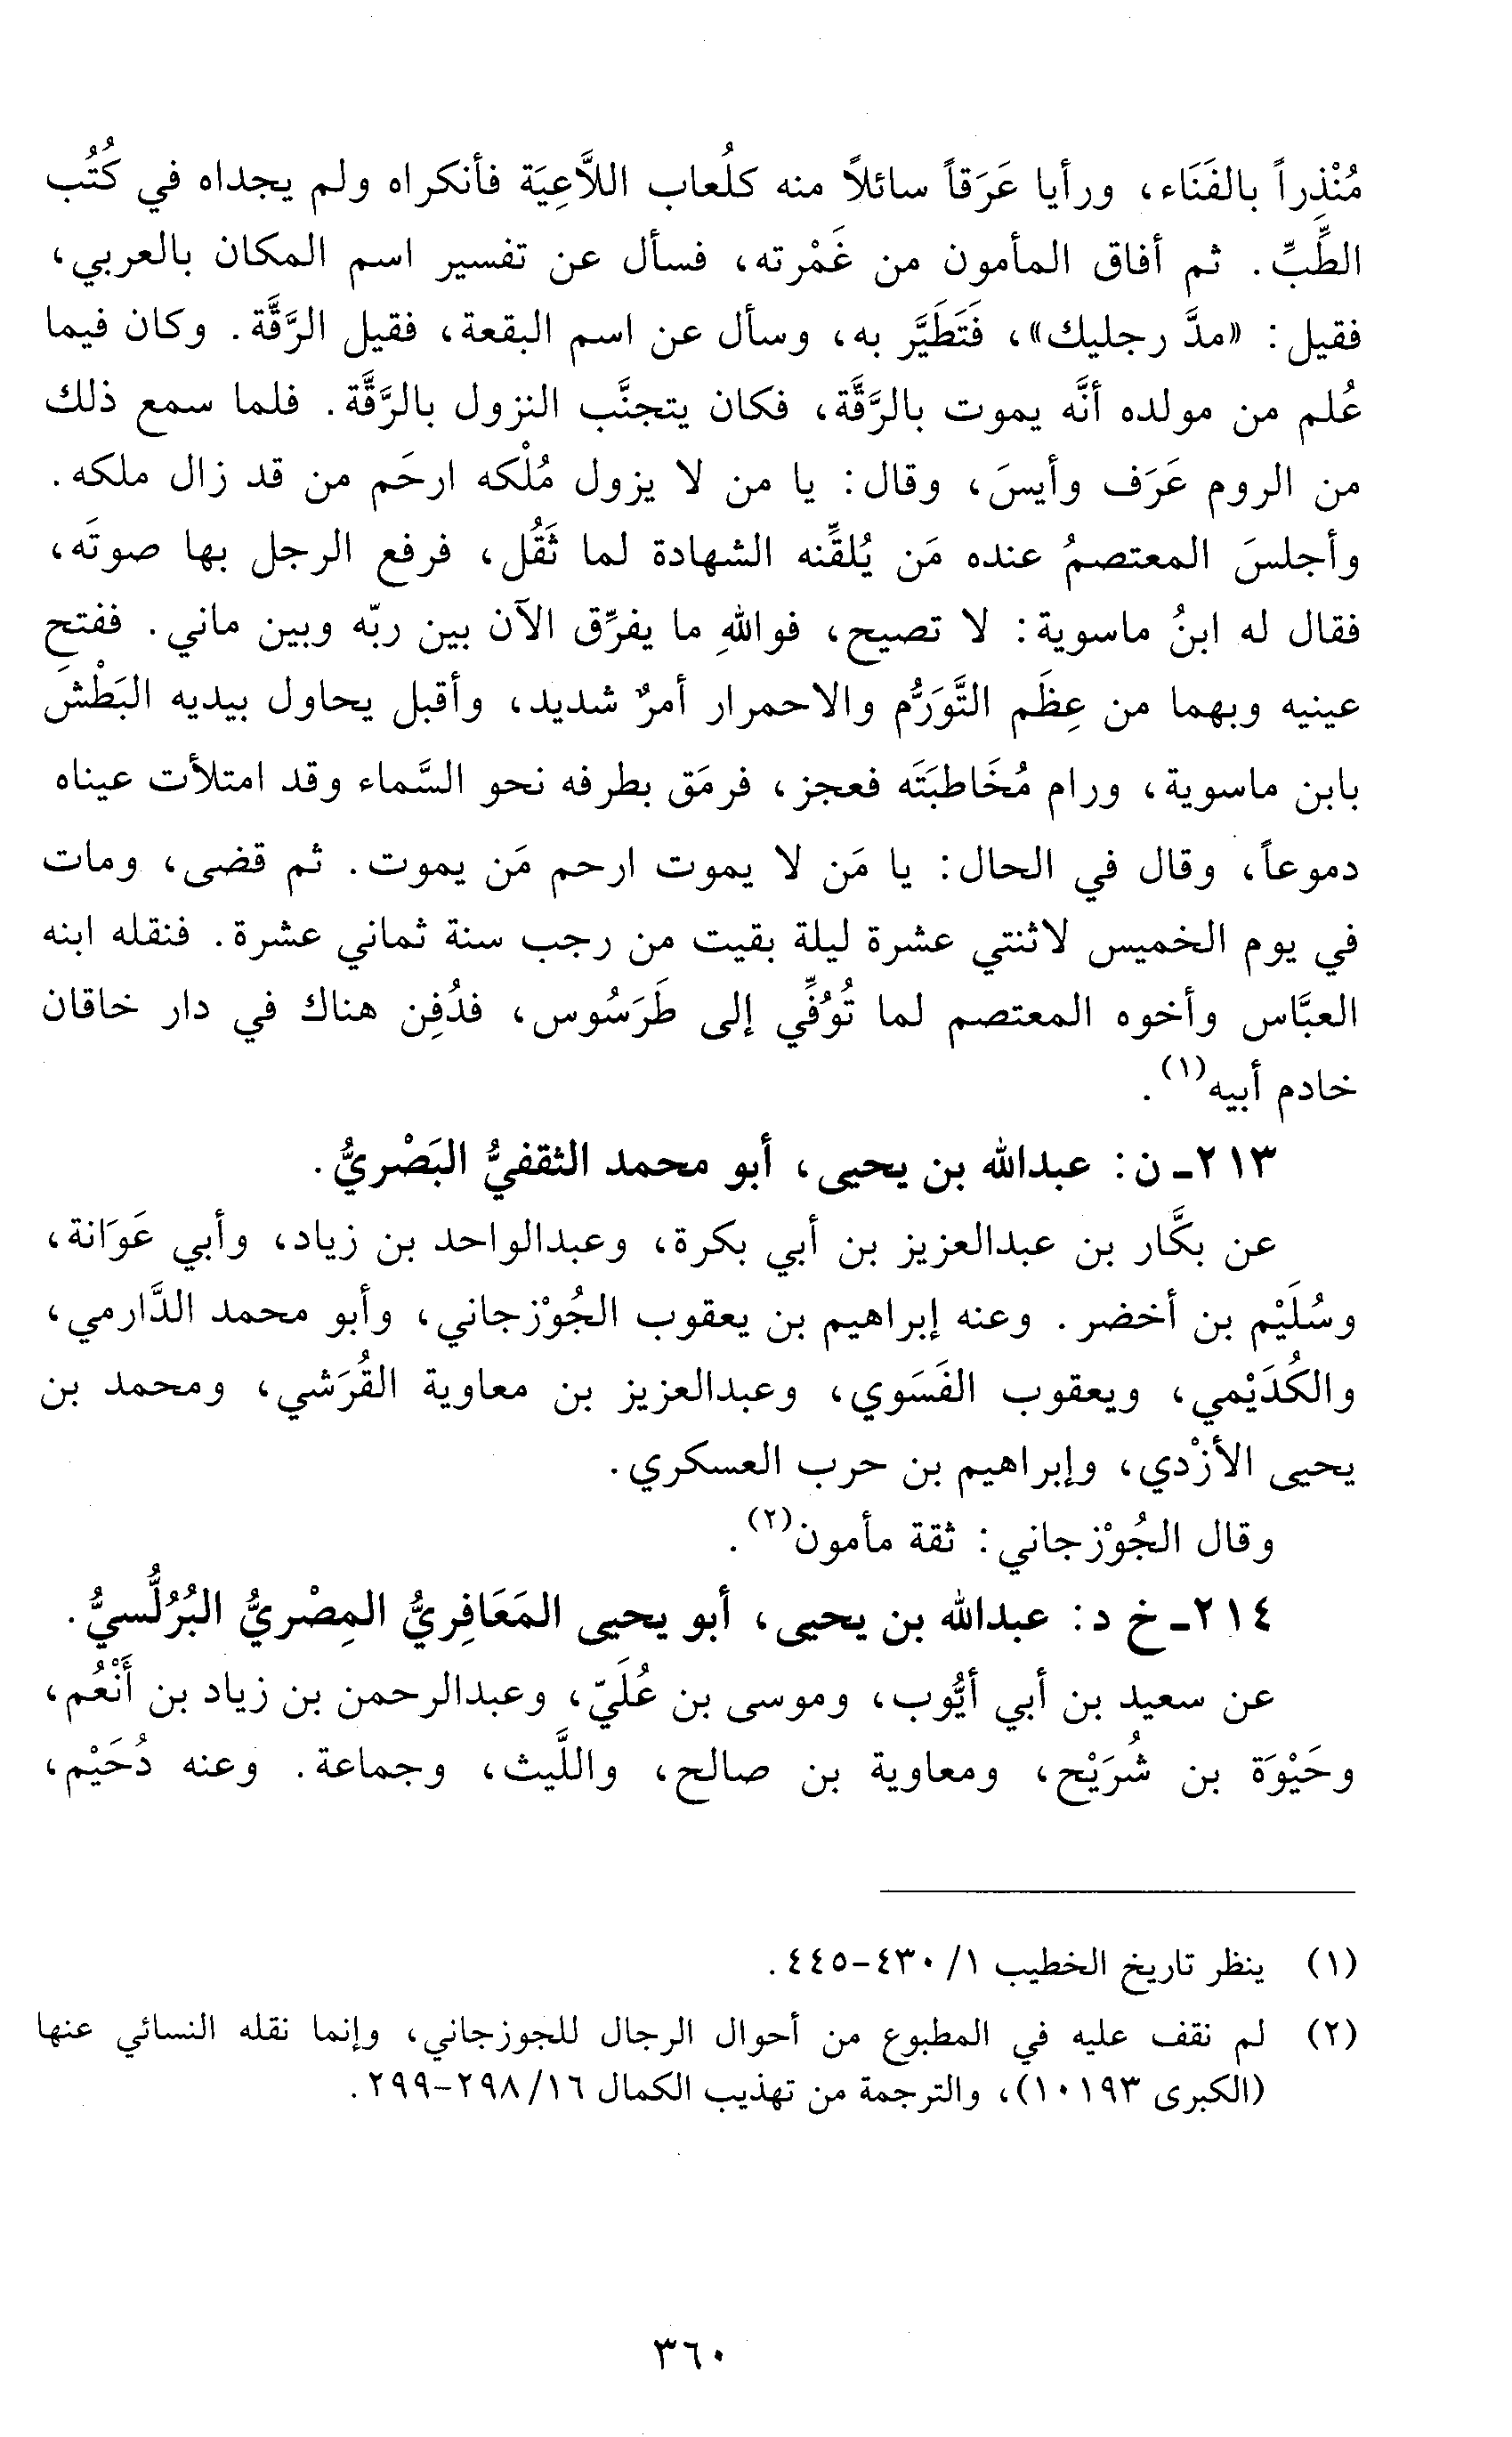 مُنْذِراً بالفَنَاء، ورأيا عَرَقاً سائلاً منه كلُعاب اللاَّعِيَة فأنكراه ولم يجداه في كُتُب
الطِّبِّ. ثم أفاق المأمون من غَمْرته، فسأل عن تفسير اسم المكان بالعربي،
فقيل: «مدَّ رجليك»، فَتَطَيَّر به، وسأل عن اسم البقعة، فقيل الرَّقَّة. وكان فيما
عُلم من مولده أنَّه يموت بالرَّقَّة، فكان يتجنَّب النزول بالرَّقَّة. فلما سمع ذلك
من الروم عَرَف وأيسَ، وقال: يا من لا يزول مُلْكه ارحَم من قد زال ملكه.
وأجلسَ المعتصمُ عنده مَن يُلقِّنه الشهادة لما ثَقُل، فرفع الرجل بها صوتَه،
فقال له ابنُ ماسوية: لا تصيح، فواللهِ ما يفرِّق الآن بين ربّه وبين ماني. ففتح
عينيه وبهما من عِظَم التَّوَرُّم والاحمرار أمرٌ شديد، وأقبل يحاول بيديه البَطْشَ
بابن ماسوية، ورام مُخَاطبَتَه فعجز، فرمَق بطرفه نحو السَّماء وقد امتلأت عيناه
دموعاً، وقال في الحال: يا مَن لا يموت ارحم مَن يموت. ثم قضى، ومات
في يوم الخميس لاثنتي عشرة ليلة بقيت من رجب سنة ثماني عشرة. فنقله ابنه
العبَّاس وأخوه المعتصم لما تُوُفِّي إلى طَرَسُوس، فدُفِن هناك في دار خاقان
خادم أبيه(١).
٢١٣ـ ن: عبدالله بن يحيى، أبو محمد الثقفيُّ البَصْريُّ.
عن بكَّار بن عبدالعزيز بن أبي بكرة، وعبدالواحد بن زياد، وأبي عَوَانة،
وسُلَيْم بن أخضر. وعنه إبراهيم بن يعقوب الجُوْزجاني، وأبو محمد الدَّارمي،
والكُدَيْمي، ويعقوب الفَسَوي، وعبدالعزيز بن معاوية القُرَشي، ومحمد بن
يحيى الأزْدي، وإبراهيم بن حرب العسكري.
وقال الجُوْزجاني: ثقة مأمون(٢).
٢١٤ـ خ د: عبدالله بن يحيى، أبو يحيى المَعَافِريُّ المِصْريُّ البُرُلُّسيُّ.
عن سعيد بن أبي أيُّوب، وموسى بن عُلَيّ، وعبدالرحمن بن زياد بن أَنْعُم،
وحَيْوَة بن شُرَيْح، ومعاوية بن صالح، واللَّيث، وجماعة. وعنه دُحَيْم،
(١) ينظر تاريخ الخطيب ١/ ٤٣٠-٤٤٥.
(٢) لم نقف عليه في المطبوع من أحوال الرجال للجوزجاني، وإنما نقله النسائي عنها
(الكبرى ١٠١٩٣)، والترجمة من تهذيب الكمال ١٦/ ٢٩٨-٢٩٩.
٣٦٠